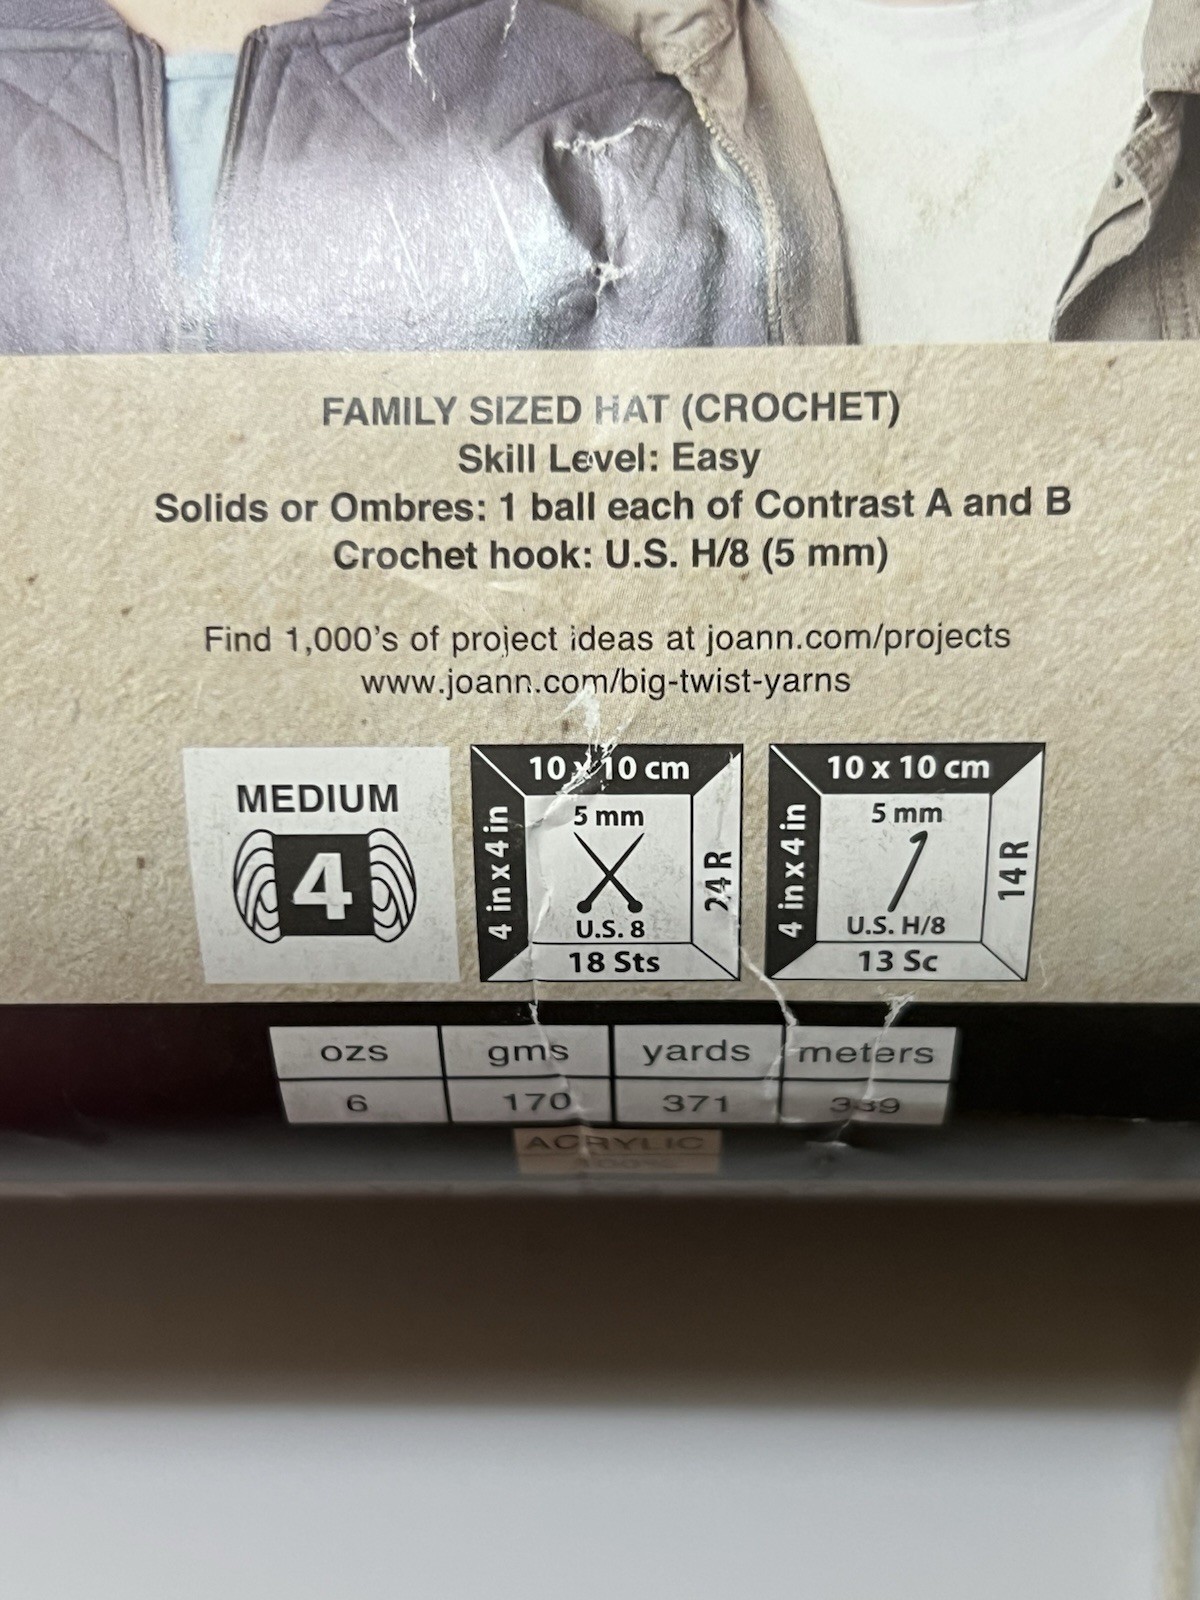 FAMILY SIZED HAT (CROCHET)
Skill Level: Easy
Solids or Ombres: 1 ball each of Contrast A and B
Crochet hook: U.S. H/8 (5 mm)
Find 1,000's of project ideas at joann.com/projects
www.joann.com/big-twist-yarns
MEDIUM
4
10 x 10 cm
4 in x 4 in
5 mm
24 R
U.S. 8
18 Sts
10 x 10 cm
4 in x 4 in
5 mm
14 R
U.S. H/8
13 Sc
ozs gms yards meters
6 170 371 339
ACRYLIC
100%